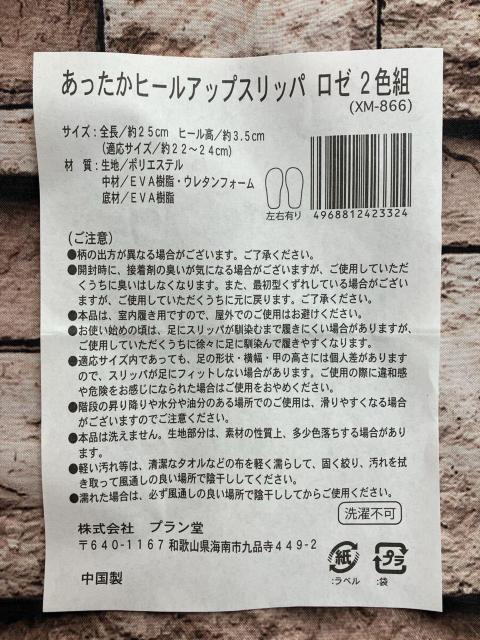 あったかヒールアップスリッパ ロゼ 2色組
(XM-866)
サイズ:全長/約25cm ヒール高/約3.5cm
(適応サイズ/約22〜24cm)
材 質:生地/ポリエステル
中材/EVA樹脂・ウレタンフォーム
底材/EVA樹脂
左右有り
4968812423324
(ご注意)
●柄の出方が異なる場合がございます。ご了承ください。
●開封時に、接着剤の臭いが気になる場合がございますが、ご使用していただ
くうちに臭いはしなくなります。また、最初型くずれしている場合がござい
ますが、ご使用していただくうちに元に戻ります。ご了承ください。
●本品は、室内履き用ですので、屋外でのご使用はお避けください。
●お使い始めの頃は、足にスリッパが馴染むまで履きにくい場合がありますが、
ご使用していただくうちに徐々に足に馴染んで履きやすくなります。
●適応サイズ内であっても、足の形状・横幅・甲の高さには個人差があります
ので、スリッパが足にフィットしない場合があります。ご使用の際に違和感
や危険をお感じになられた場合はご使用をおやめください。
●階段の昇り降りや水分や油分のある場所でのご使用は、滑りやすくなる場合
がありますのでご注意ください。
●本品は洗えません。生地部分は、素材の性質上、多少色落ちする場合があり
ます。
●軽い汚れ等は、清潔なタオルなどの布を軽く濡らして、固く絞り、汚れを拭
き取って風通しの良い場所で陰干ししてください。
●濡れた場合は、必ず風通しの良い場所で陰干ししてからご使用ください。
洗濯不可
株式会社 プラン堂
〒640-1167和歌山県海南市九品寺449-2
中国製
紙
:ラベル
プラ
:袋